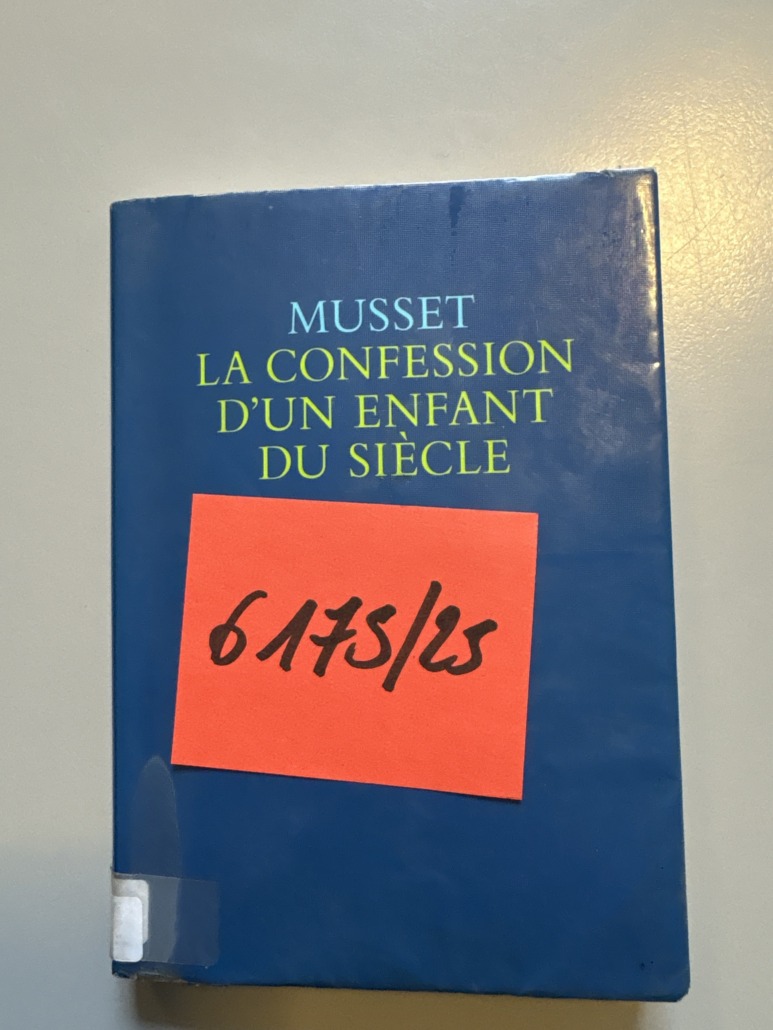 MUSSET
LA CONFESSION
D'UN ENFANT
DU SIÈCLE
6175/25